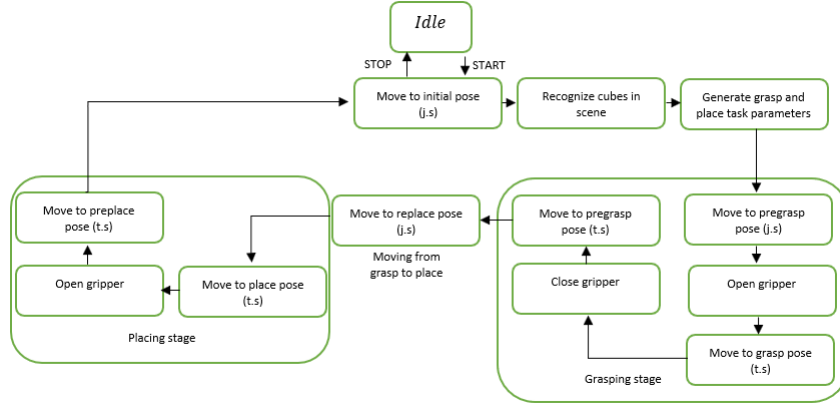 Idle
STOP
START
Move to initial pose
(j.s)
Recognize cubes in
scene
Generate grasp and
place task parameters
Move to preplace
pose (t.s)
Move to replace pose
(j.s)
Move to pregrasp
pose (t.s)
Move to pregrasp
pose (j.s)
Moving from
grasp to place
Open gripper
Move to place pose
(t.s)
Close gripper
Open gripper
Placing stage
Move to grasp pose
(t.s)
Grasping stage